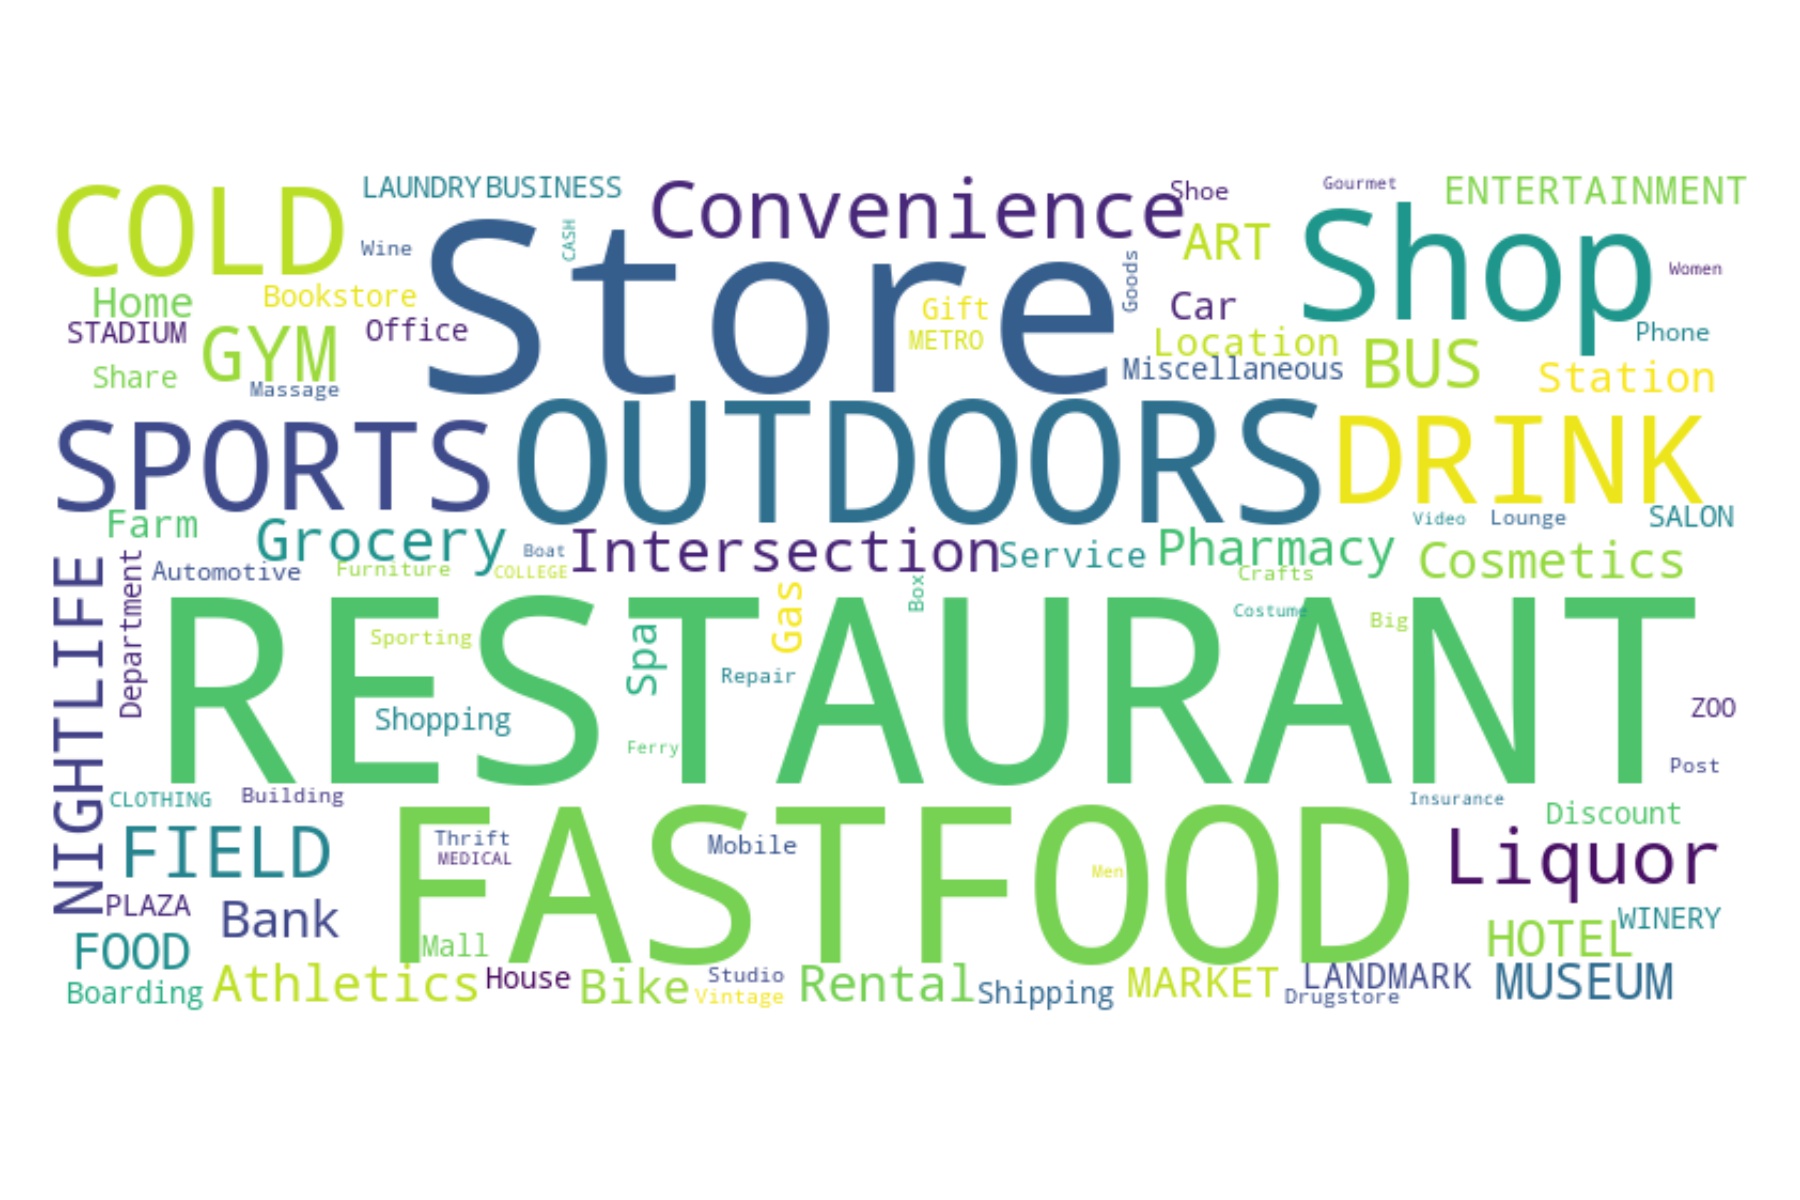 COLD
LAUNDRY
BUSINESS
Convenience
Shoe
Gourmet
ENTERTAINMENT
Wine
CASH
Store
ART
Goods
Shop
Women
Home
Bookstore
Gift
Car
STADIUM
GYM
Office
METRO
Location
Phone
Share
Massage
Miscellaneous
BUS
Station
SPORTS
OUTDOORS
DRINK
Farm
Grocery
Boat
Intersection
Service
Pharmacy
Video
Lounge
SALON
Cosmetics
NIGHTLIFE
Department
Automotive
Furniture
COLLEGE
Gas
Box
Crafts
RESTAURANT
Sporting
Spa
Costume
Big
Repair
Shopping
Ferry
ZOO
Post
CLOTHING
Building
Insurance
Discount
FIELD
FASTFOOD
Thrift
MEDICAL
Mobile
Men
Liquor
PLAZA
Bank
WINERY
FOOD
Mall
HOTEL
Boarding
Athletics
House
Bike
Studio
Vintage
Rental
Shipping
MARKET
LANDMARK
Drugstore
MUSEUM